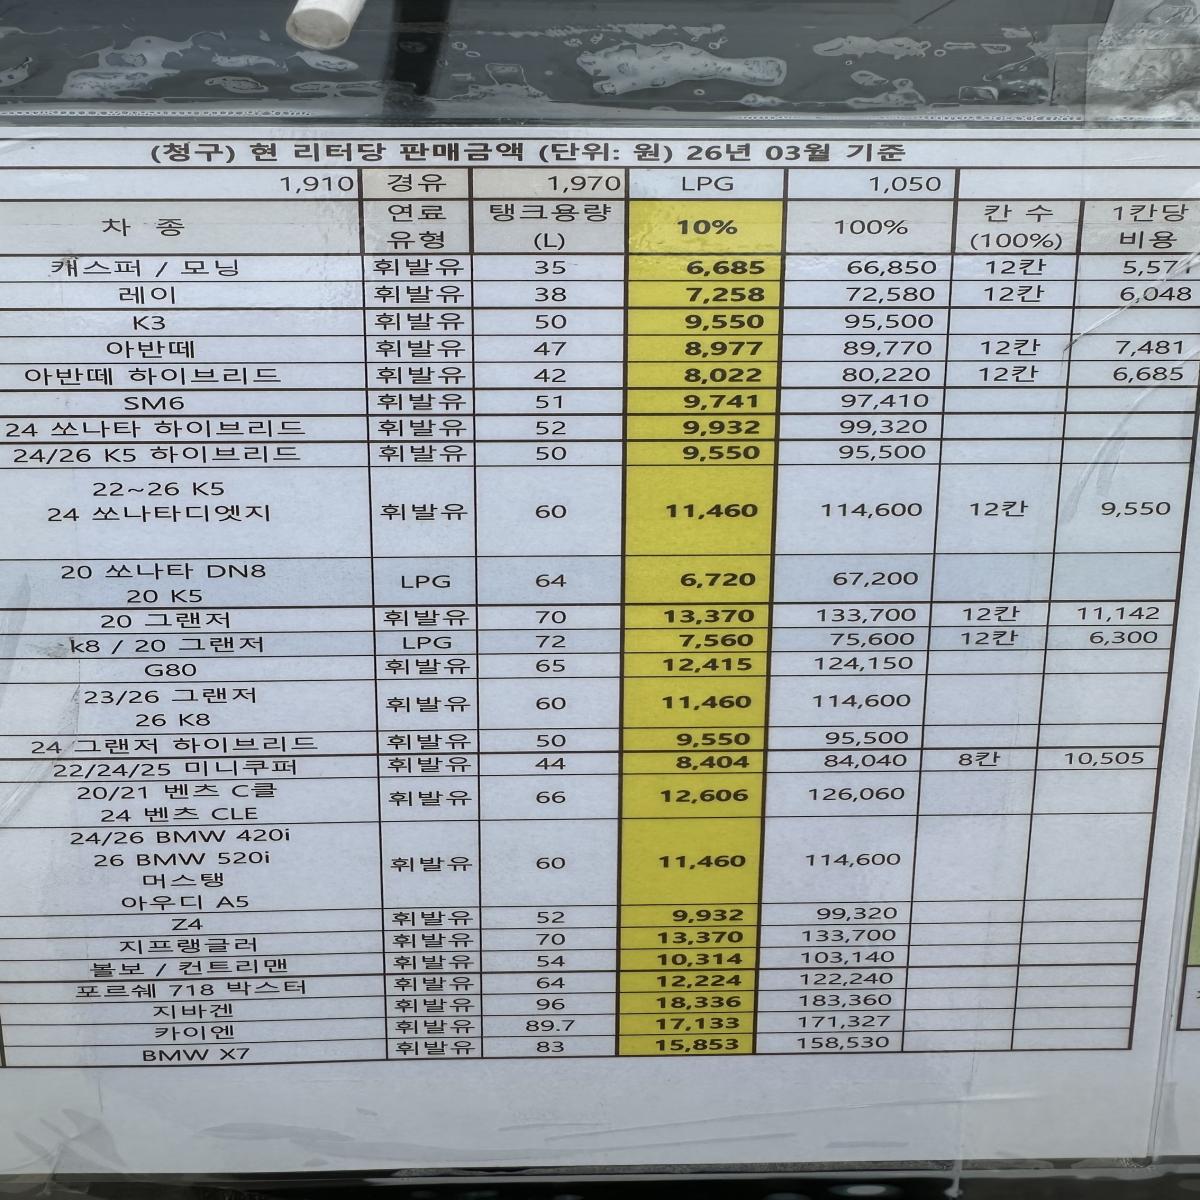 (청구) 현 리터당 판매금액 (단위: 원) 26년 03월 기준
1,910 경유 1,970 LPG 1,050
차 종 연료 유형 탱크용량 (L) 10% 100% 칸 수 (100%) 1칸당 비용
캐스퍼 / 모닝 휘발유 35 6,685 66,850 12칸 5,571
레이 휘발유 38 7,258 72,580 12칸 6,048
K3 휘발유 50 9,550 95,500
아반떼 휘발유 47 8,977 89,770 12칸 7,481
아반떼 하이브리드 휘발유 42 8,022 80,220 12칸 6,685
SM6 휘발유 51 9,741 97,410
24 쏘나타 하이브리드 휘발유 52 9,932 99,320
24/26 K5 하이브리드 휘발유 50 9,550 95,500
22~26 K5
24 쏘나타디엣지 휘발유 60 11,460 114,600 12칸 9,550
20 쏘나타 DN8
20 K5 LPG 64 6,720 67,200
20 그랜저 휘발유 70 13,370 133,700 12칸 11,142
k8 / 20 그랜저 LPG 72 7,560 75,600 12칸 6,300
G80 휘발유 65 12,415 124,150
23/26 그랜저
26 K8 휘발유 60 11,460 114,600
24 그랜저 하이브리드 휘발유 50 9,550 95,500
22/24/25 미니쿠퍼 휘발유 44 8,404 84,040 8칸 10,505
20/21 벤츠 C클
24 벤츠 CLE 휘발유 66 12,606 126,060
24/26 BMW 420i
26 BMW 520i
머스탱
아우디 A5 휘발유 60 11,460 114,600
Z4 휘발유 52 9,932 99,320
지프랭글러 휘발유 70 13,370 133,700
볼보 / 컨트리맨 휘발유 54 10,314 103,140
포르쉐 718 박스터 휘발유 64 12,224 122,240
지바겐 휘발유 96 18,336 183,360
카이엔 휘발유 89.7 17,133 171,327
BMW X7 휘발유 83 15,853 158,530